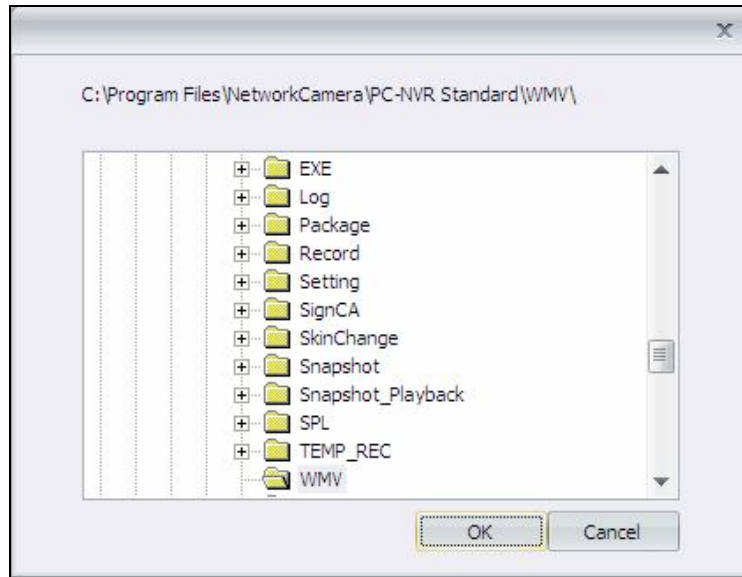 C:\Program Files\NetworkCamera\PC-NVR Standard\WMV\
EXE
Log
Package
Record
Setting
SignCA
SkinChange
Snapshot
Snapshot_Playback
SPL
TEMP_REC
WMV
OK Cancel